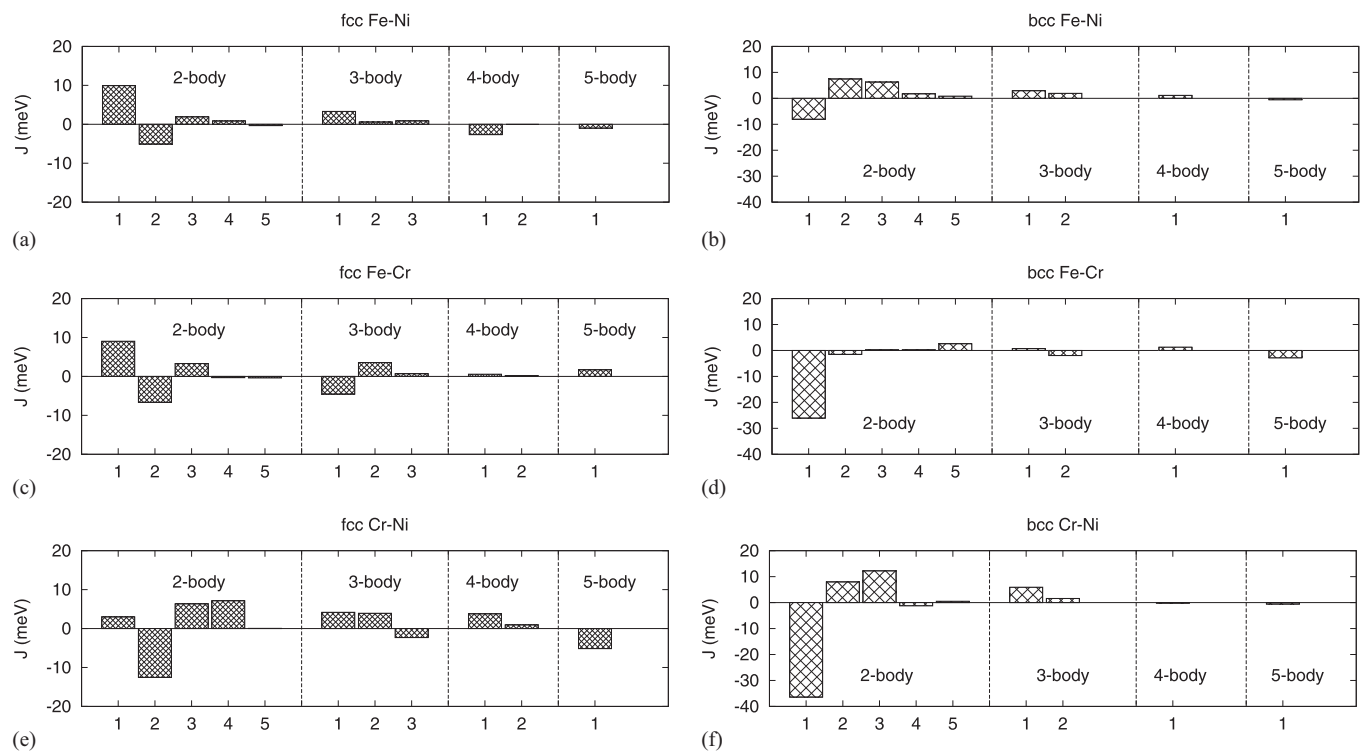 fcc Fe-Ni
20
10
0
-10
-20
J (meV)
2-body 3-body 4-body 5-body
1 2 3 4 5 1 2 3 1 2 1
(a)
bcc Fe-Ni
20
10
0
-10
-20
-30
-40
J (meV)
2-body 3-body 4-body 5-body
1 2 3 4 5 1 2 1 1
(b)
fcc Fe-Cr
20
10
0
-10
-20
J (meV)
2-body 3-body 4-body 5-body
1 2 3 4 5 1 2 3 1 2 1
(c)
bcc Fe-Cr
20
10
0
-10
-20
-30
-40
J (meV)
2-body 3-body 4-body 5-body
1 2 3 4 5 1 2 1 1
(d)
fcc Cr-Ni
20
10
0
-10
-20
J (meV)
2-body 3-body 4-body 5-body
1 2 3 4 5 1 2 3 1 2 1
(e)
bcc Cr-Ni
20
10
0
-10
-20
-30
-40
J (meV)
2-body 3-body 4-body 5-body
1 2 3 4 5 1 2 1 1
(f)